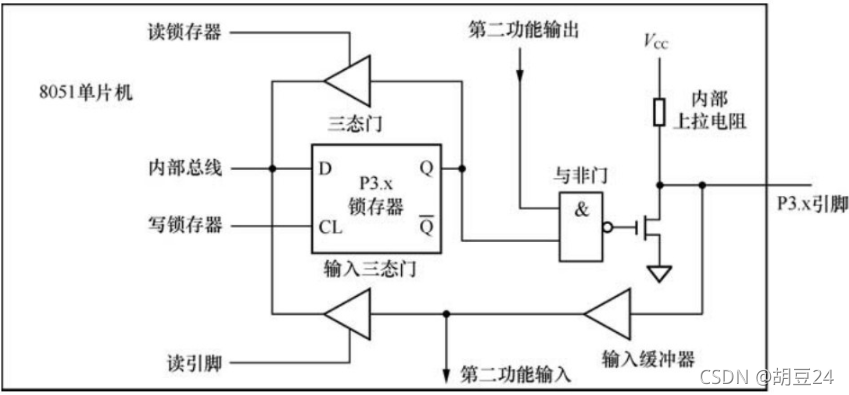 读锁存器
第二功能输出
VCC
8051单片机
内部
上拉电阻
三态门
内部总线
D
Q
P3.x
锁存器
与非门
&
P3.x引脚
写锁存器
CL
Q̅
输入三态门
输入缓冲器
读引脚
第二功能输入
CSDN @胡豆24